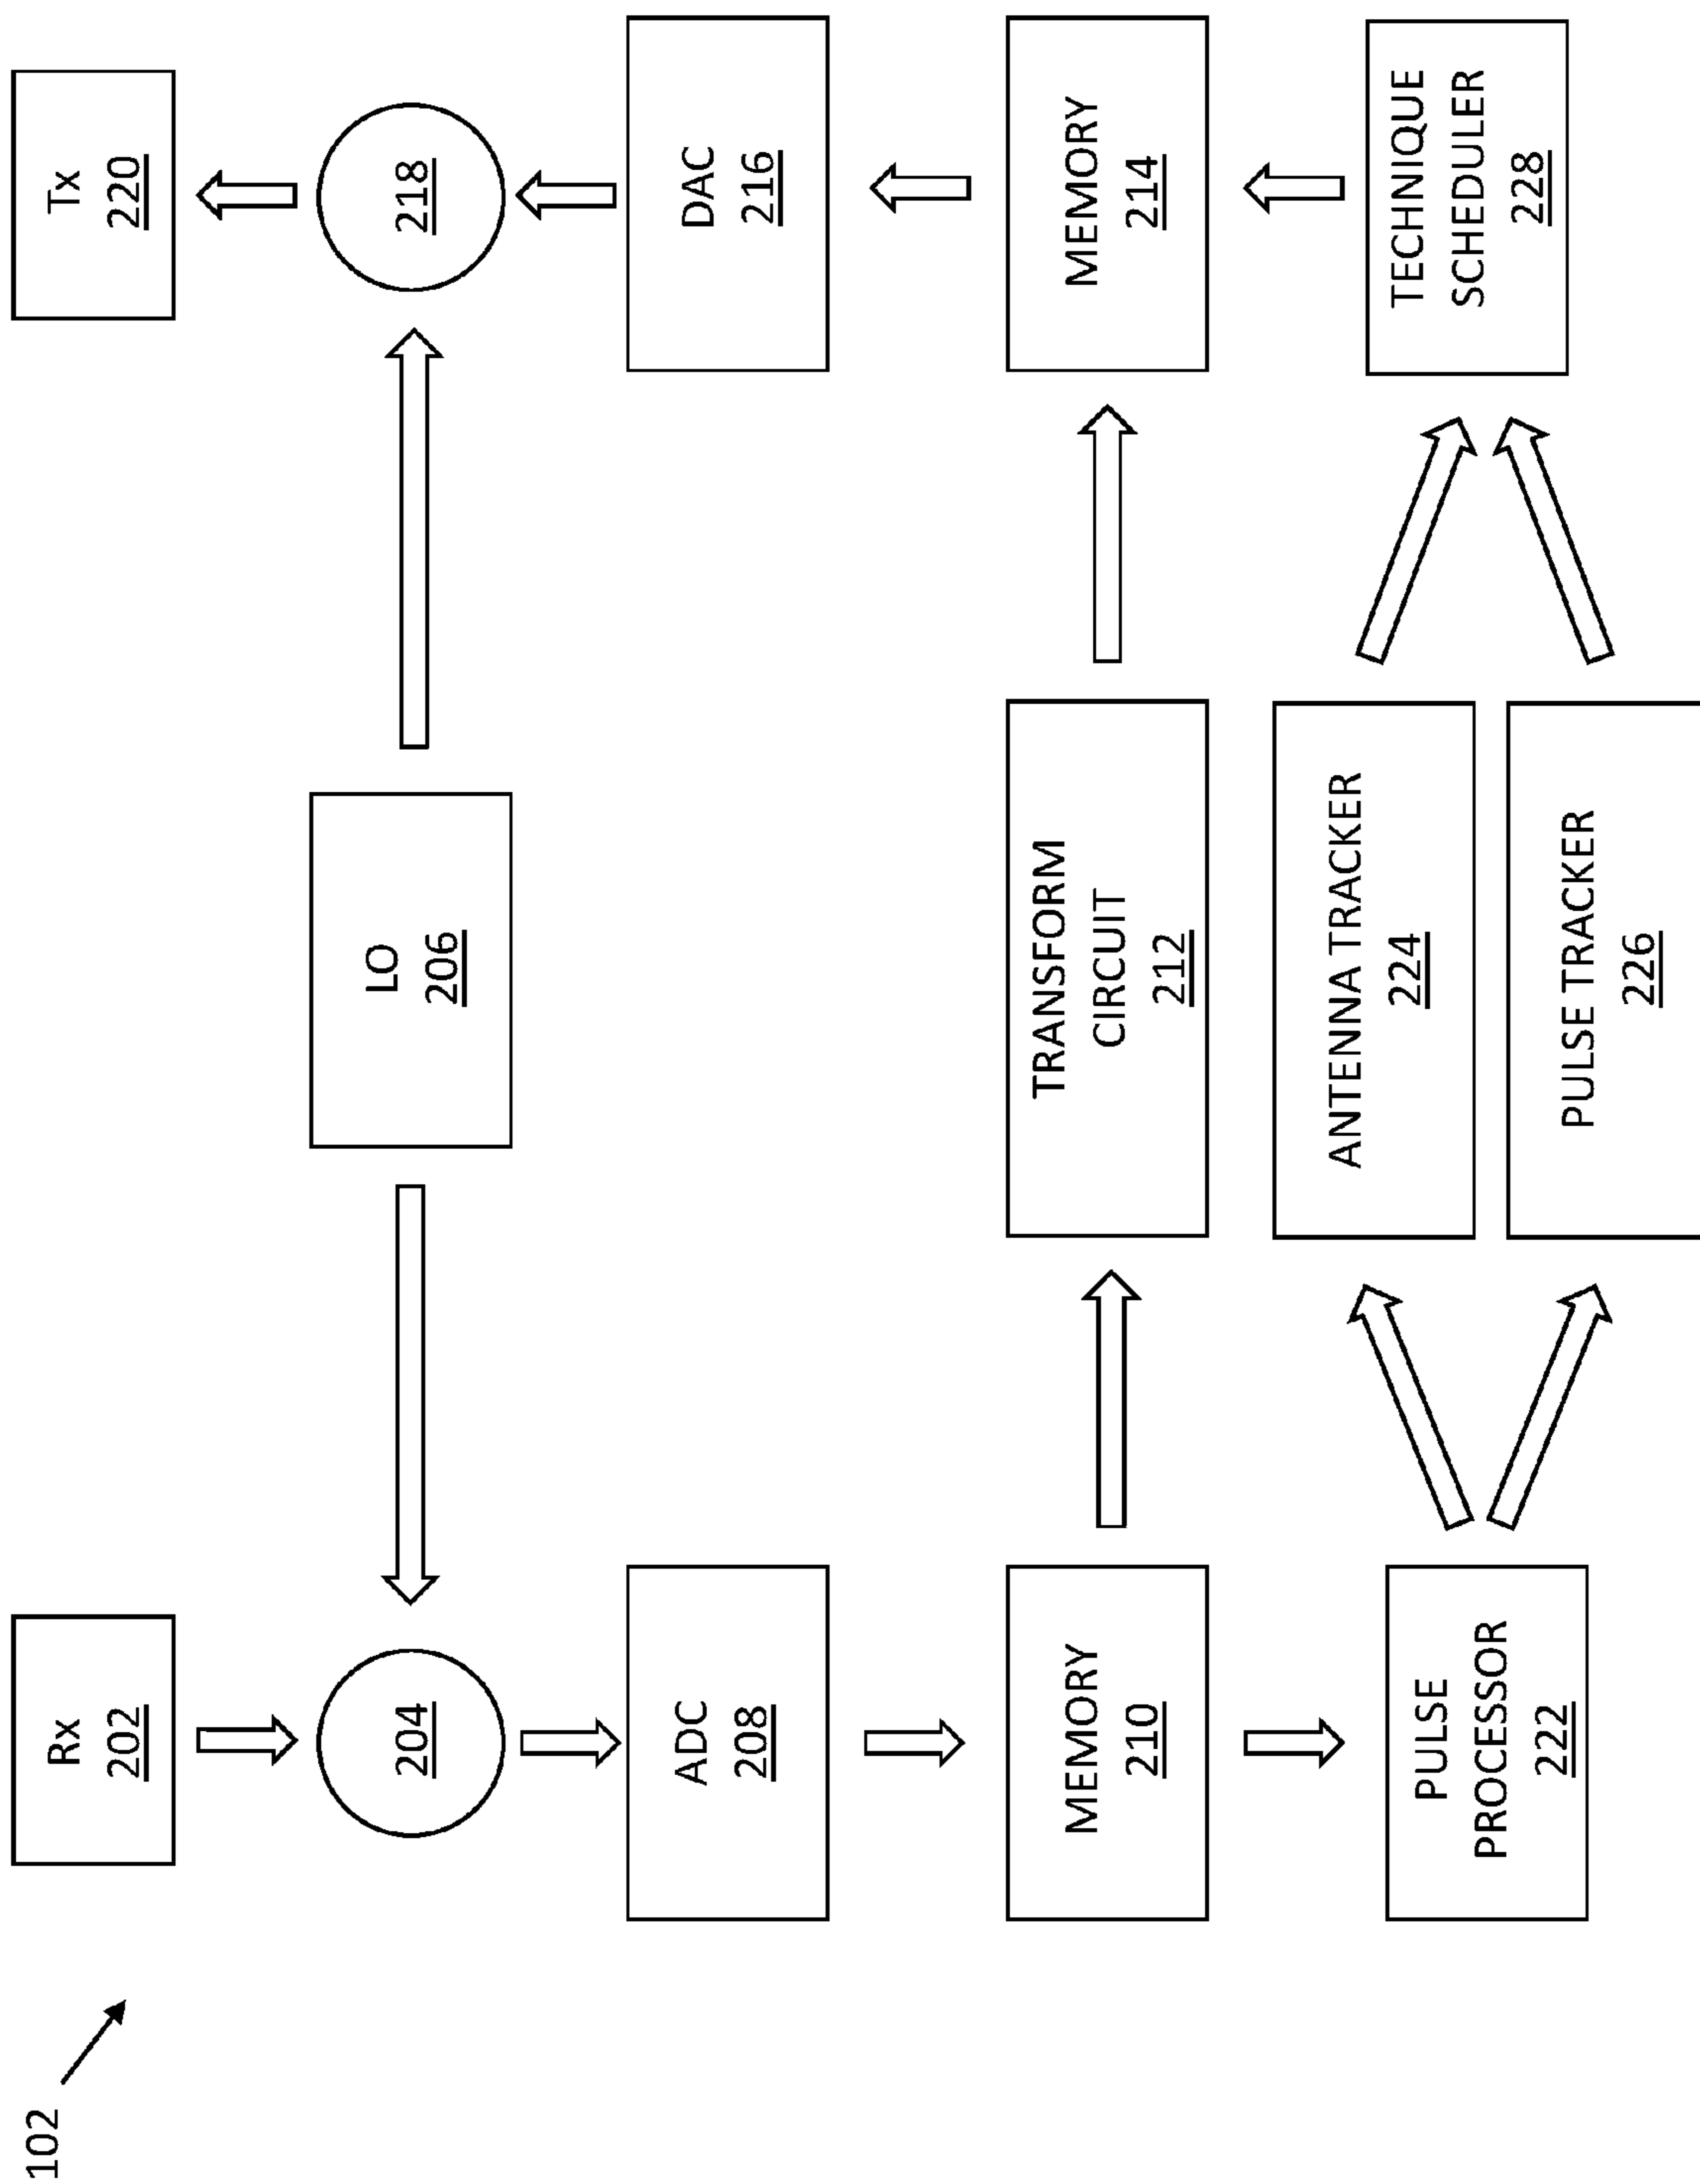 102
Rx
202
204
ADC
208
MEMORY
210
PULSE
PROCESSOR
222
LO
206
TRANSFORM
CIRCUIT
212
ANTENNA TRACKER
224
PULSE TRACKER
226
Tx
220
218
DAC
216
MEMORY
214
TECHNIQUE
SCHEDULER
228